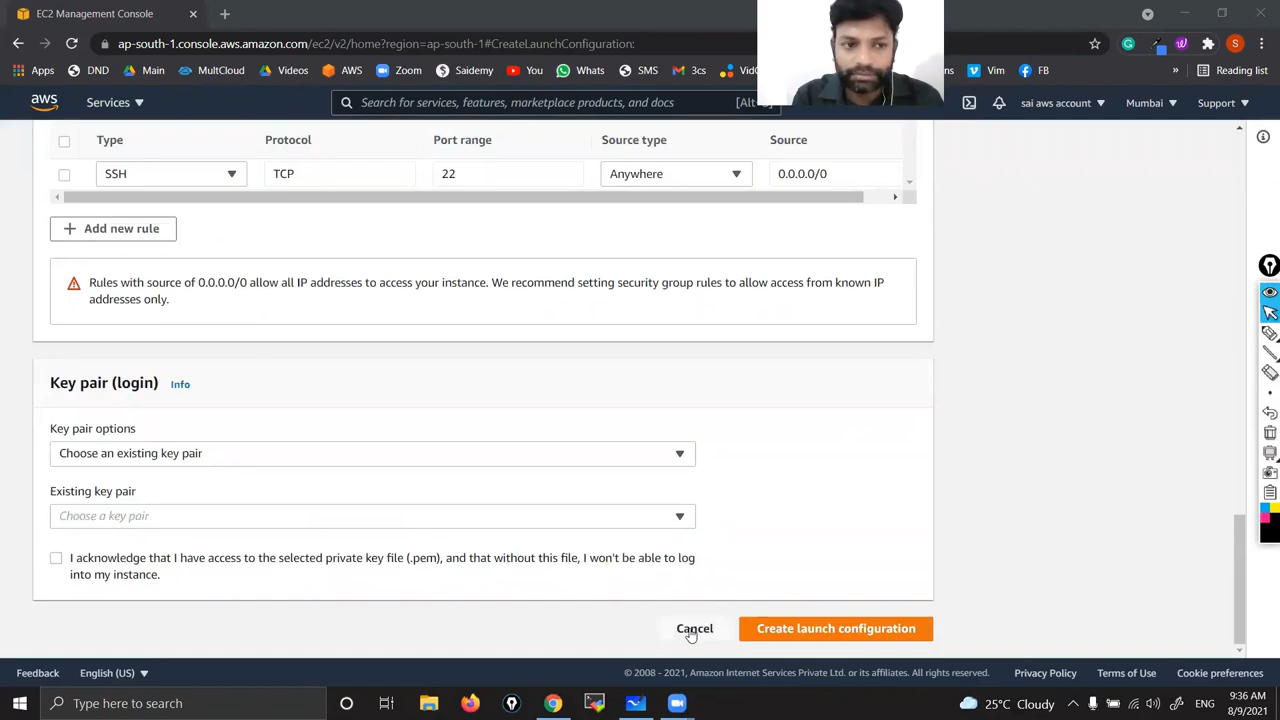 EC2 Management Console
ap-south-1.console.aws.amazon.com/ec2/v2/home?region=ap-south-1#CreateLaunchConfiguration:
Apps
DND
Drive
Videos
AWS
Zoom
Saidemy
You
Whats
SMS
3cs
Vim
FB
Reading list
aws
Services
Search for services, features, marketplace products, and docs
sai aws account
Mumbai
Support
Type
Protocol
Port range
Source type
Source
SSH
TCP
22
Anywhere
0.0.0.0/0
Add new rule
Rules with source of 0.0.0.0/0 allow all IP addresses to access your instance. We recommend setting security group rules to allow access from known IP
addresses only.
Key pair (login)
Info
Key pair options
Choose an existing key pair
Existing key pair
Choose a key pair
I acknowledge that I have access to the selected private key file (.pem), and that without this file, I won't be able to log
into my instance.
Cancel
Create launch configuration
Feedback
English (US)
© 2008 - 2021, Amazon Internet Services Private Ltd. or its affiliates. All rights reserved.
Privacy Policy
Terms of Use
Cookie preferences
Type here to search
25°C Cloudy
ENG
9:36 AM
8/9/2021